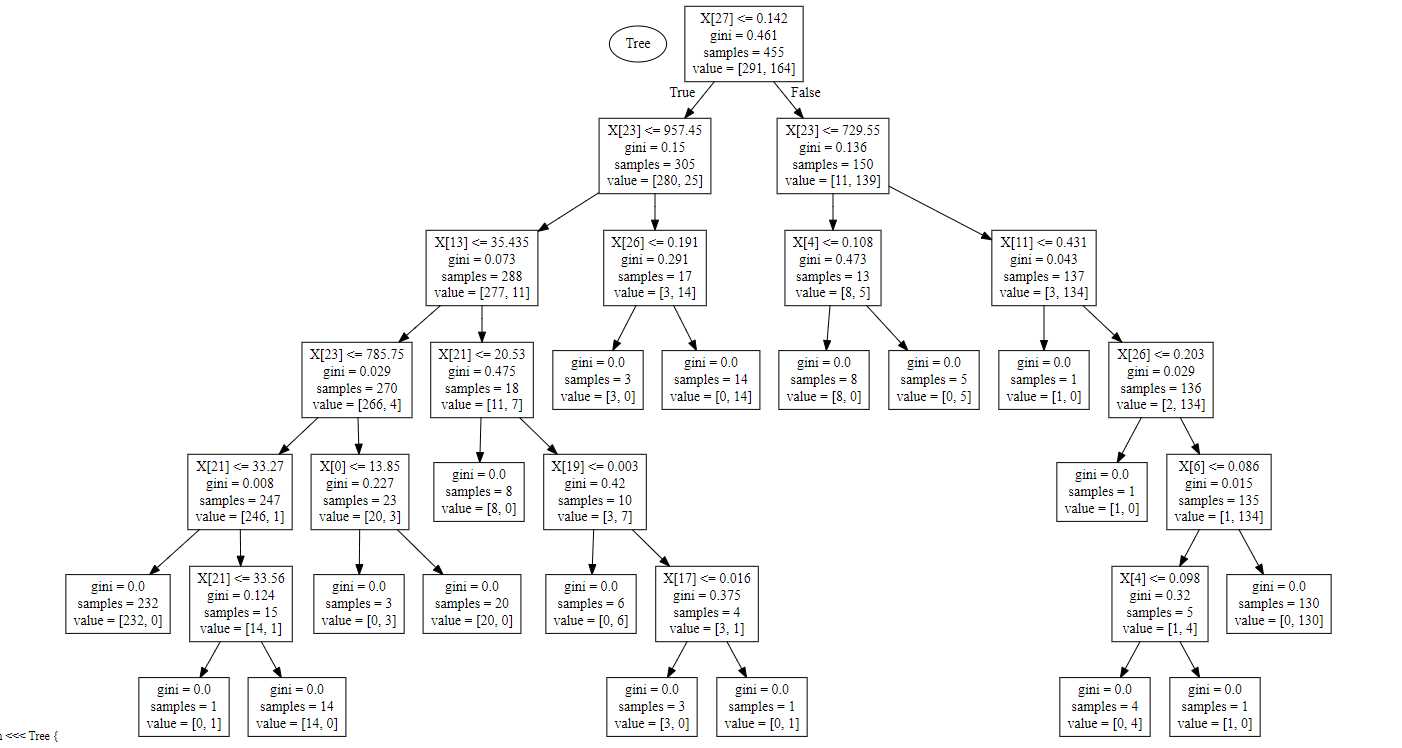 Tree
X[27] <= 0.142
gini = 0.461
samples = 455
value = [291, 164]
True
False
X[23] <= 957.45
gini = 0.15
samples = 305
value = [280, 25]
X[23] <= 729.55
gini = 0.136
samples = 150
value = [11, 139]
X[13] <= 35.435
gini = 0.073
samples = 288
value = [277, 11]
X[26] <= 0.191
gini = 0.291
samples = 17
value = [3, 14]
X[4] <= 0.108
gini = 0.473
samples = 13
value = [8, 5]
X[11] <= 0.431
gini = 0.043
samples = 137
value = [3, 134]
X[23] <= 785.75
gini = 0.029
samples = 270
value = [266, 4]
X[21] <= 20.53
gini = 0.475
samples = 18
value = [11, 7]
gini = 0.0
samples = 3
value = [3, 0]
gini = 0.0
samples = 14
value = [0, 14]
gini = 0.0
samples = 8
value = [8, 0]
gini = 0.0
samples = 5
value = [0, 5]
gini = 0.0
samples = 1
value = [1, 0]
X[26] <= 0.203
gini = 0.029
samples = 136
value = [2, 134]
X[21] <= 33.27
gini = 0.008
samples = 247
value = [246, 1]
X[0] <= 13.85
gini = 0.227
samples = 23
value = [20, 3]
gini = 0.0
samples = 8
value = [8, 0]
X[19] <= 0.003
gini = 0.42
samples = 10
value = [3, 7]
gini = 0.0
samples = 1
value = [1, 0]
X[6] <= 0.086
gini = 0.015
samples = 135
value = [1, 134]
gini = 0.0
samples = 232
value = [232, 0]
X[21] <= 33.56
gini = 0.124
samples = 15
value = [14, 1]
gini = 0.0
samples = 3
value = [0, 3]
gini = 0.0
samples = 20
value = [20, 0]
gini = 0.0
samples = 6
value = [0, 6]
X[17] <= 0.016
gini = 0.375
samples = 4
value = [3, 1]
X[4] <= 0.098
gini = 0.32
samples = 5
value = [1, 4]
gini = 0.0
samples = 130
value = [0, 130]
gini = 0.0
samples = 1
value = [0, 1]
gini = 0.0
samples = 14
value = [14, 0]
gini = 0.0
samples = 3
value = [3, 0]
gini = 0.0
samples = 1
value = [0, 1]
gini = 0.0
samples = 4
value = [0, 4]
gini = 0.0
samples = 1
value = [1, 0]
<<< Tree {